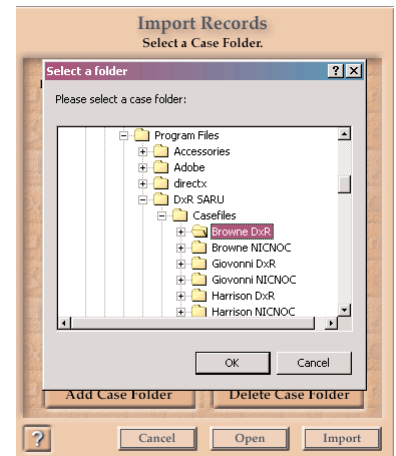 Import Records
Select a Case Folder.
Select a folder
Please select a case folder:
Program Files
Accessories
Adobe
directx
DxR SARU
Casefiles
Browne DxR
Browne NICNOC
Giovonni DxR
Giovonni NICNOC
Harrison DxR
Harrison NICNOC
OK Cancel
Add Case Folder Delete Case Folder
? Cancel Open Import